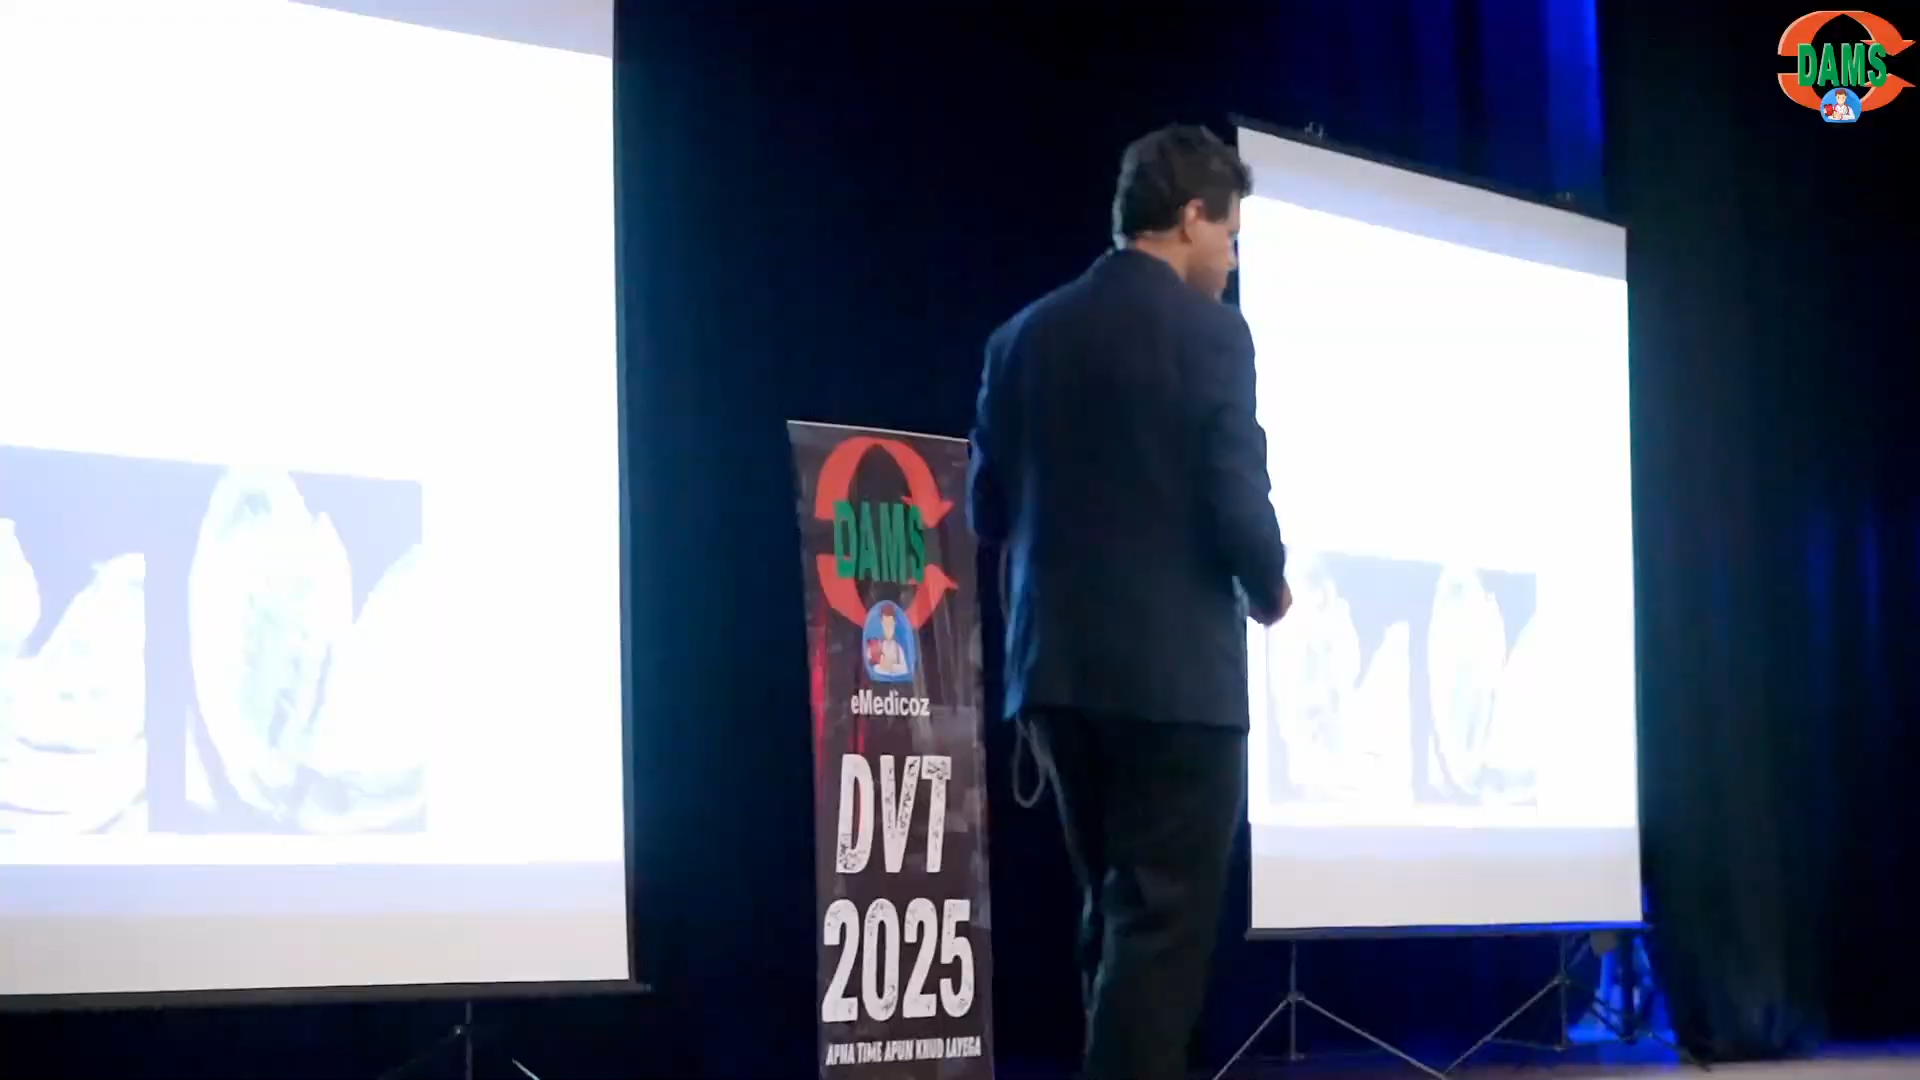 DAMS
DAMS
eMedicoz
DVT
2025
APNA TIME APUN KHUD LAYEGA